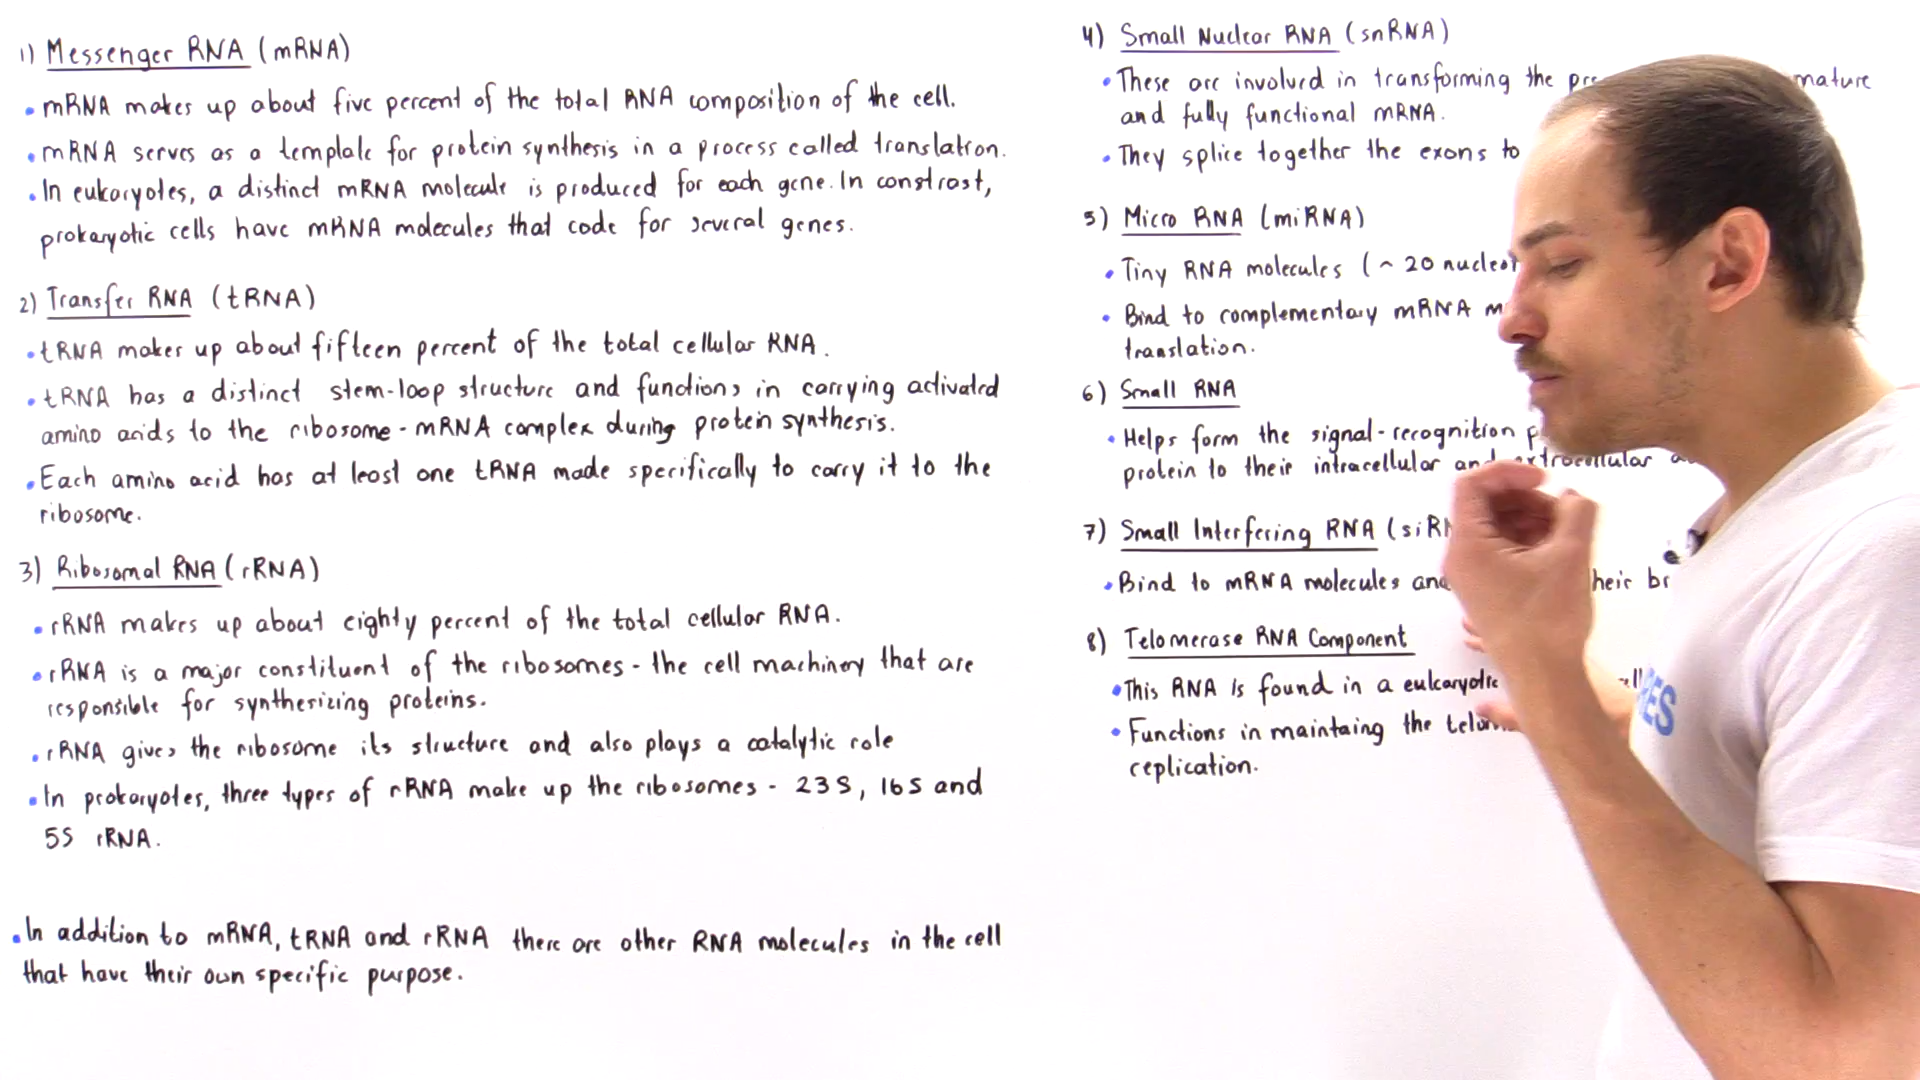 1) Messenger RNA (mRNA)
• mRNA makes up about five percent of the total RNA composition of the cell.
• mRNA serves as a template for protein synthesis in a process called translation.
• In eukaryotes, a distinct mRNA molecule is produced for each gene. In constrast,
prokaryotic cells have mRNA molecules that code for several genes.
2) Transfer RNA (tRNA)
• tRNA makes up about fifteen percent of the total cellular RNA.
• tRNA has a distinct stem-loop structure and functions in carrying activated
amino acids to the ribosome-mRNA complex during protein synthesis.
• Each amino acid has at least one tRNA made specifically to carry it to the
ribosome.
3) Ribosomal RNA (rRNA)
• rRNA makes up about eighty percent of the total cellular RNA.
• rRNA is a major constituent of the ribosomes - the cell machinery that are
responsible for synthesizing proteins.
• rRNA gives the ribosome its structure and also plays a catalytic role
• In prokaryotes, three types of rRNA make up the ribosomes - 23S, 16S and
5S rRNA.
• In addition to mRNA, tRNA and rRNA there are other RNA molecules in the cell
that have their own specific purpose.
4) Small Nuclear RNA (snRNA)
• These are involved in transforming the mature
and fully functional mRNA.
• They splice together the exons to
5) Micro RNA (miRNA)
• Tiny RNA molecules (~ 20
• Bind to complementary mRNA
translation.
6) Small RNA
• Helps form the signal-recognition
protein to their intracellular and extracellular
7) Small Interfering RNA
• Bind to mRNA molecules
8) Telomerase RNA Component
• This RNA is found in a eukaryotic
• Functions in maintaing the
replication.